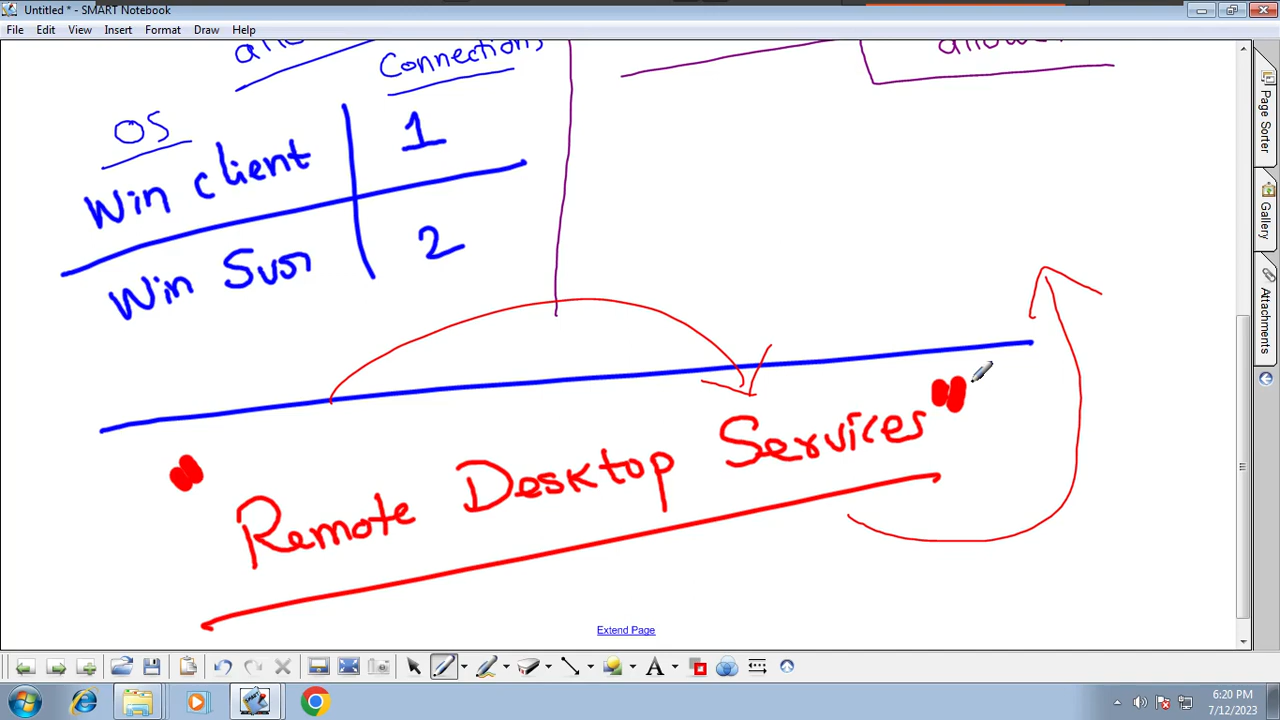 Untitled * - SMART Notebook
File Edit View Insert Format Draw Help
Connections
OS
Win client 1
Win Svor 2
"Remote Desktop Services"
Extend Page
Page Sorter
Gallery
Attachments
A
6:20 PM
7/12/2023